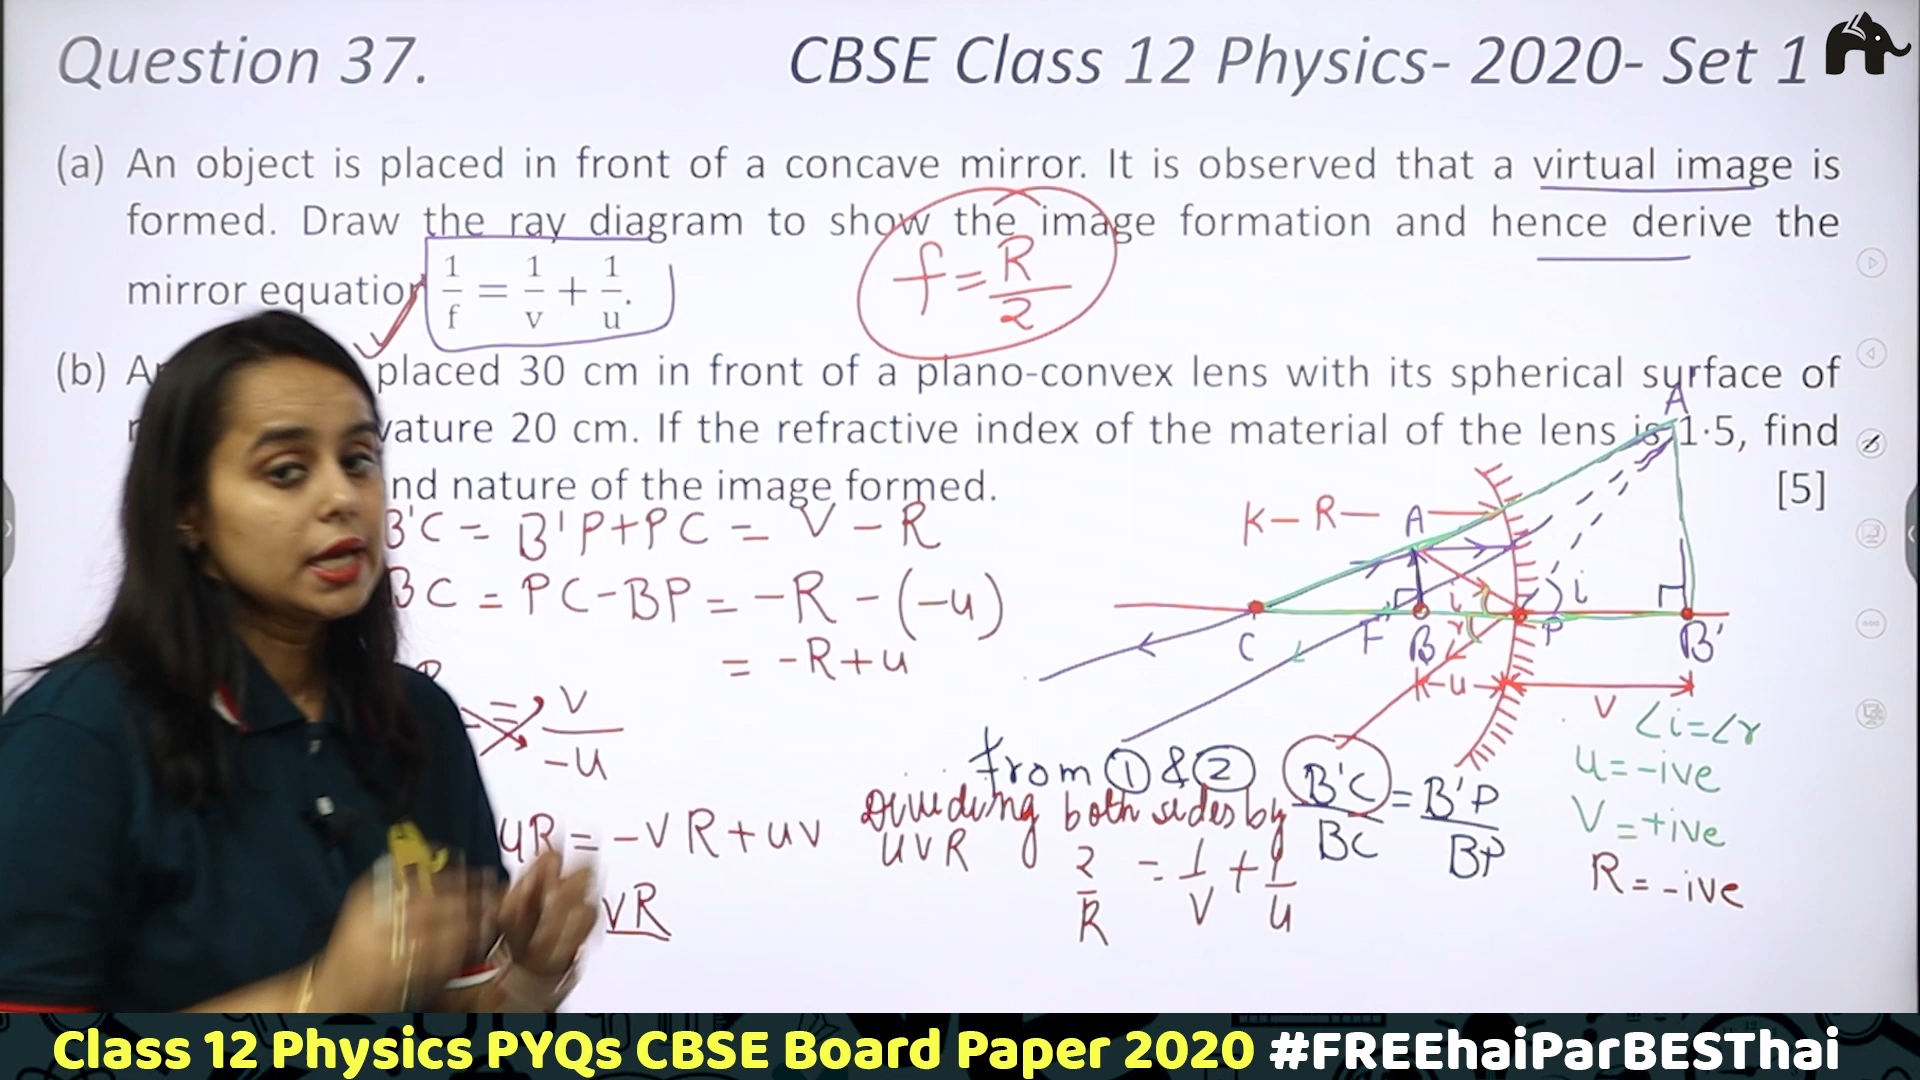 Question 37.
CBSE Class 12 Physics- 2020- Set 1
(a) An object is placed in front of a concave mirror. It is observed that a virtual image is
formed. Draw the ray diagram to show the image formation and hence derive the
mirror equation 1/f = 1/v + 1/u.
f = R/2
(b) placed 30 cm in front of a plano-convex lens with its spherical surface of
vature 20 cm. If the refractive index of the material of the lens is 1·5, find
nd nature of the image formed. [5]
B'C = B'P + PC = V - R
BC = PC - BP = -R - (-u)
= -R + u
= V/-u
uR = -VR + uv
VR
from ① & ② B'C/BC = B'P/BP
Dividing both sides by
uvR
2/R = 1/V + 1/u
R
A
A
i
i
r
C
F
B
P
B'
u
V
∠i = ∠r
u = -ive
V = +ive
R = -ive
Class 12 Physics PYQs CBSE Board Paper 2020 #FREEhaiParBESThai